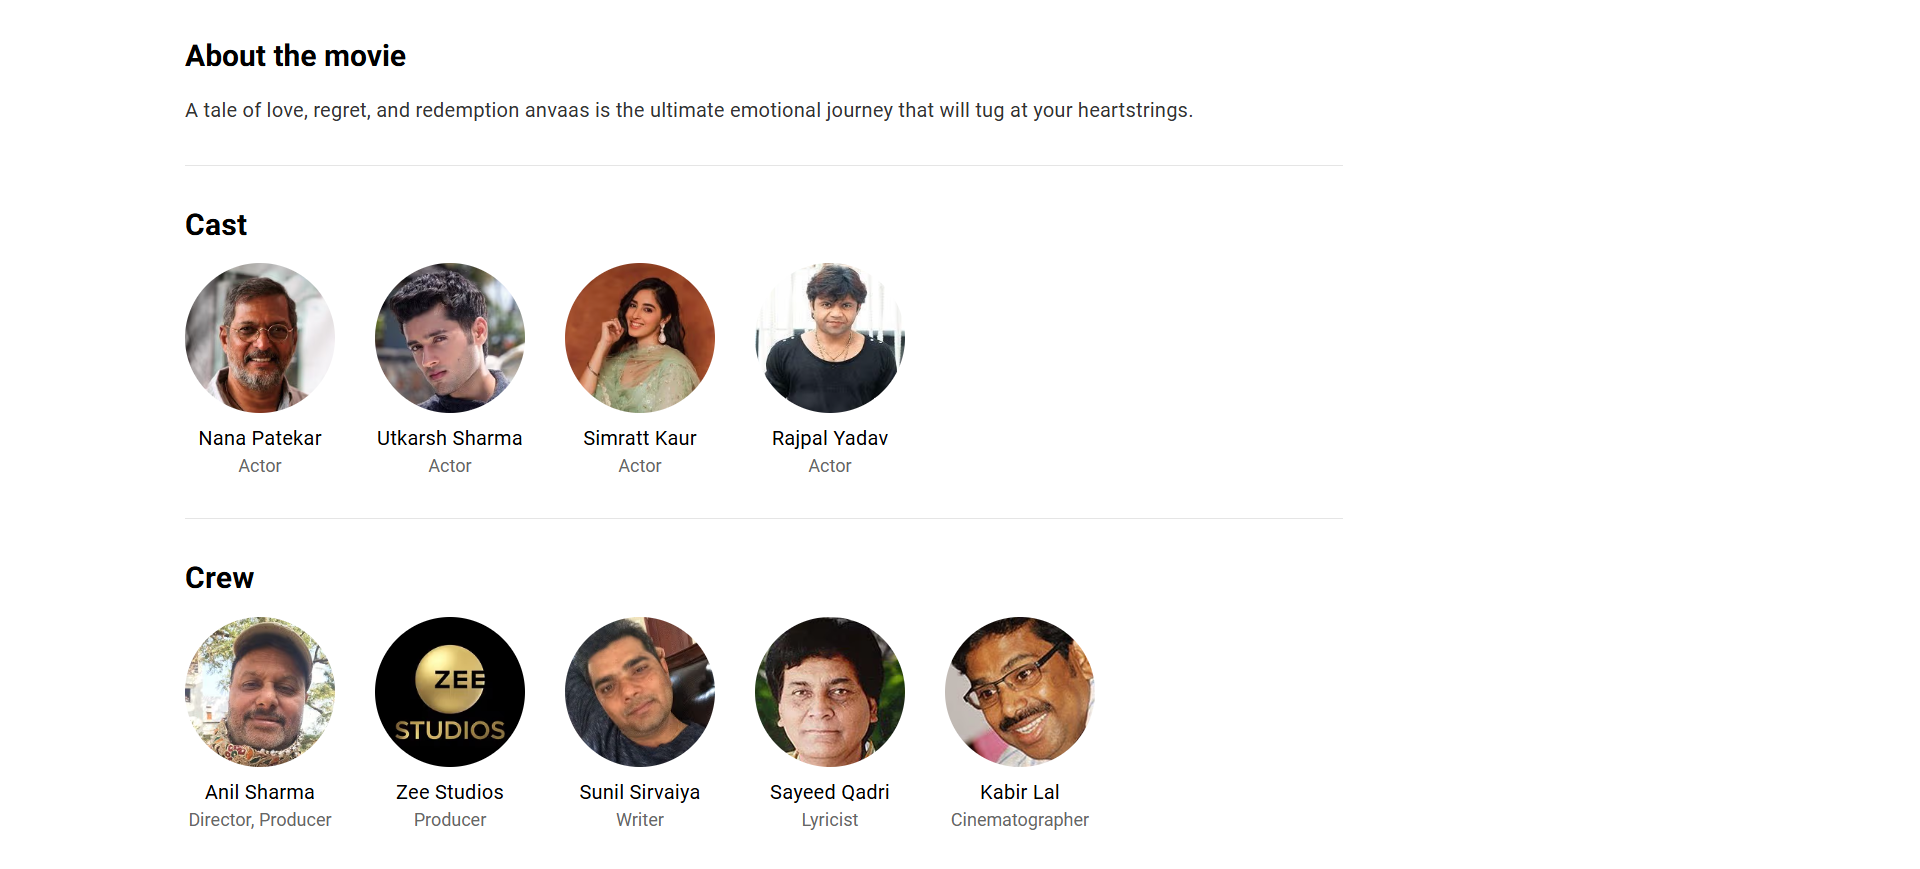 About the movie
A tale of love, regret, and redemption anvaas is the ultimate emotional journey that will tug at your heartstrings.
Cast
Nana Patekar
Actor
Utkarsh Sharma
Actor
Simratt Kaur
Actor
Rajpal Yadav
Actor
Crew
ZEE
STUDIOS
Anil Sharma
Director, Producer
Zee Studios
Producer
Sunil Sirvaiya
Writer
Sayeed Qadri
Lyricist
Kabir Lal
Cinematographer